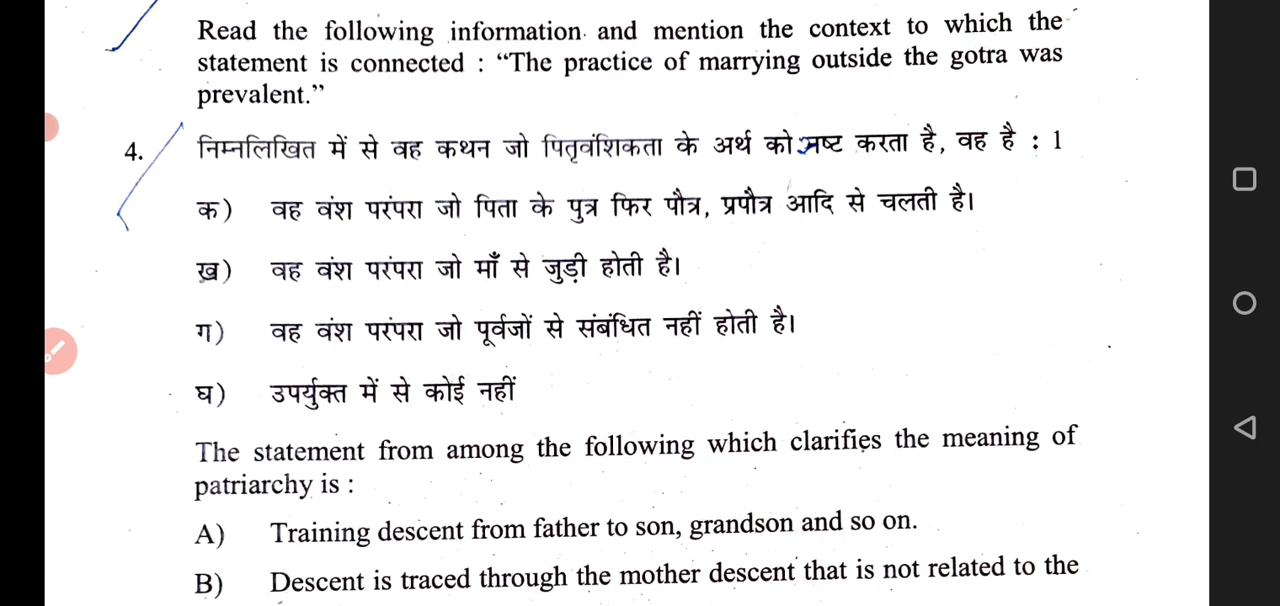 Read the following information and mention the context to which the
statement is connected : “The practice of marrying outside the gotra was
prevalent.”
4. निम्नलिखित में से वह कथन जो पितृवंशिकता के अर्थ को स्पष्ट करता है, वह है : 1
क) वह वंश परंपरा जो पिता के पुत्र फिर पौत्र, प्रपौत्र आदि से चलती है।
ख) वह वंश परंपरा जो माँ से जुड़ी होती है।
ग) वह वंश परंपरा जो पूर्वजों से संबंधित नहीं होती है।
घ) उपर्युक्त में से कोई नहीं
The statement from among the following which clarifies the meaning of
patriarchy is :
A) Training descent from father to son, grandson and so on.
B) Descent is traced through the mother descent that is not related to the